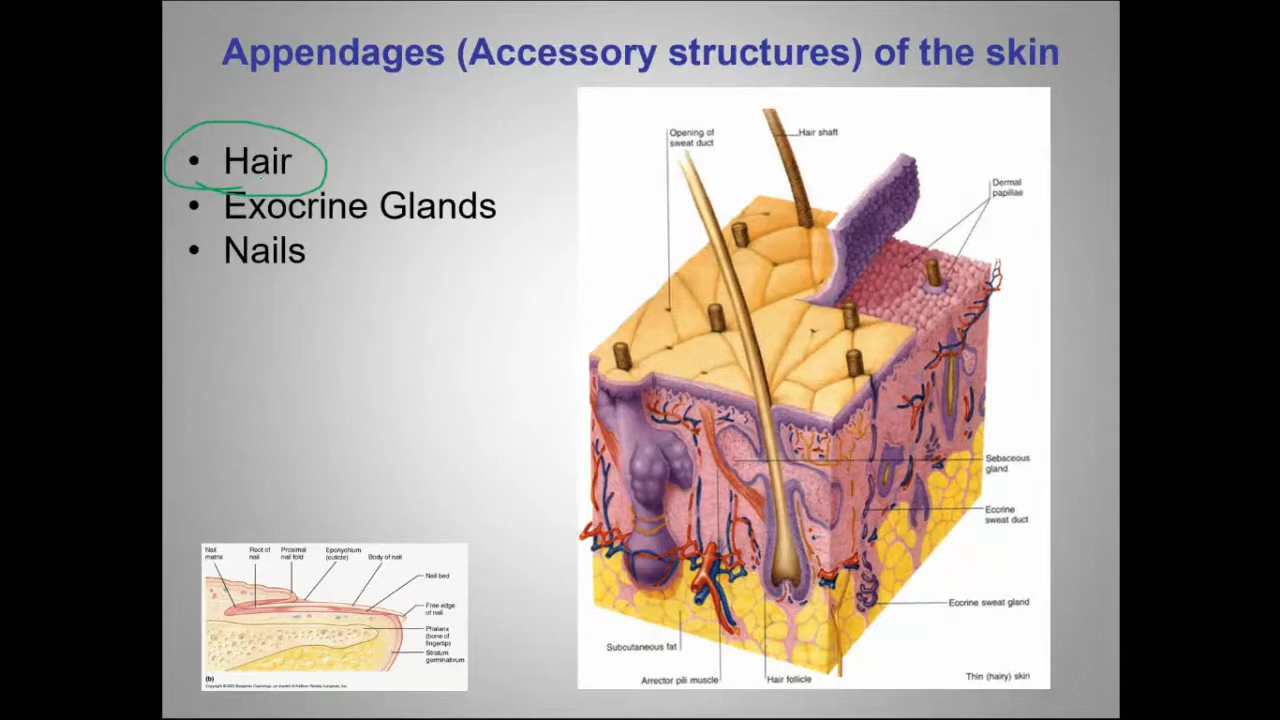 Appendages (Accessory structures) of the skin
• Hair
• Exocrine Glands
• Nails
Opening of
sweat duct
Hair shaft
Dermal
papillae
Sebaceous
gland
Eccrine
sweat duct
Eccrine sweat gland
Subcutaneous fat
Arrector pili muscle
Hair follicle
Thin (hairy) skin
Nail
matrix
Root of
nail
Proximal
nail fold
Eponychium
(cuticle)
Body of nail
Nail bed
Free edge
of nail
Phalanx
(bone of
fingertip)
Stratum
germinativum
(b)